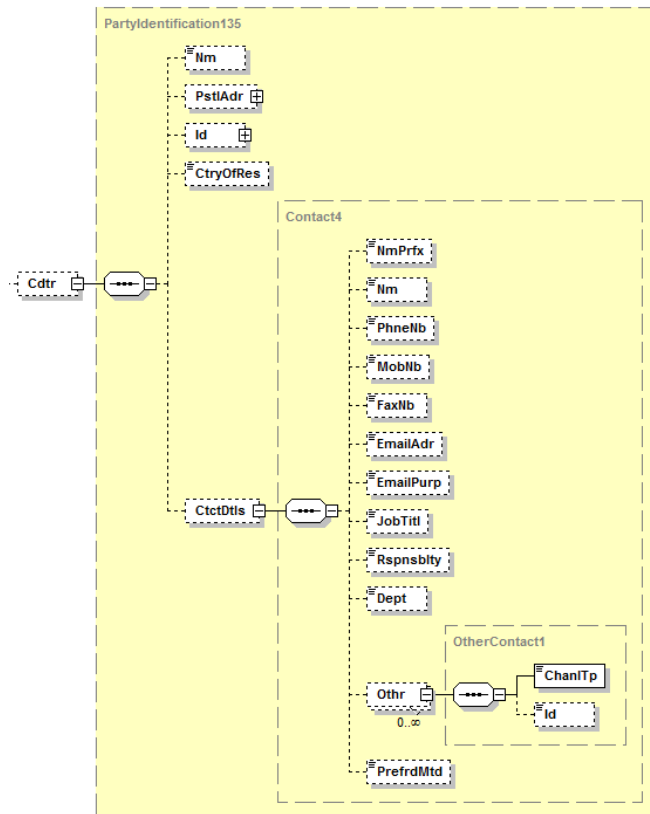 PartyIdentification135
Nm
PstlAdr
Id
CtryOfRes
Contact4
NmPrfx
Nm
Cdtr
PhneNb
MobNb
FaxNb
EmailAdr
EmailPurp
CtctDtls
JobTitl
Rspnsblty
Dept
OtherContact1
ChanlTp
Othr
Id
0..∞
PrefrdMtd